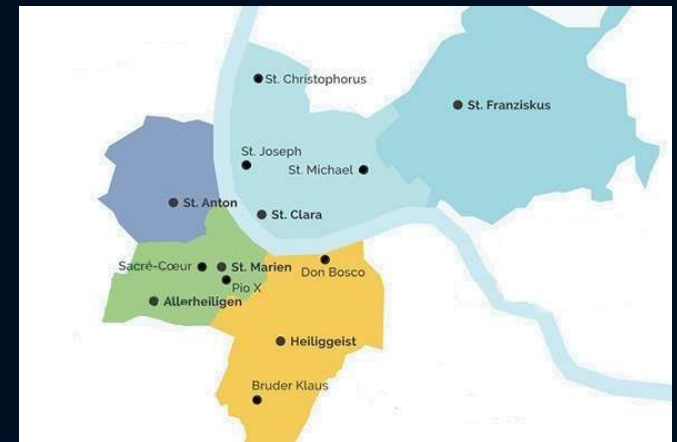 St. Christophorus
St. Franziskus
St. Joseph
St. Michael
St. Anton
St. Clara
Sacré-Cœur
St. Marien
Don Bosco
Pio X
Allerheiligen
Heiliggeist
Bruder Klaus